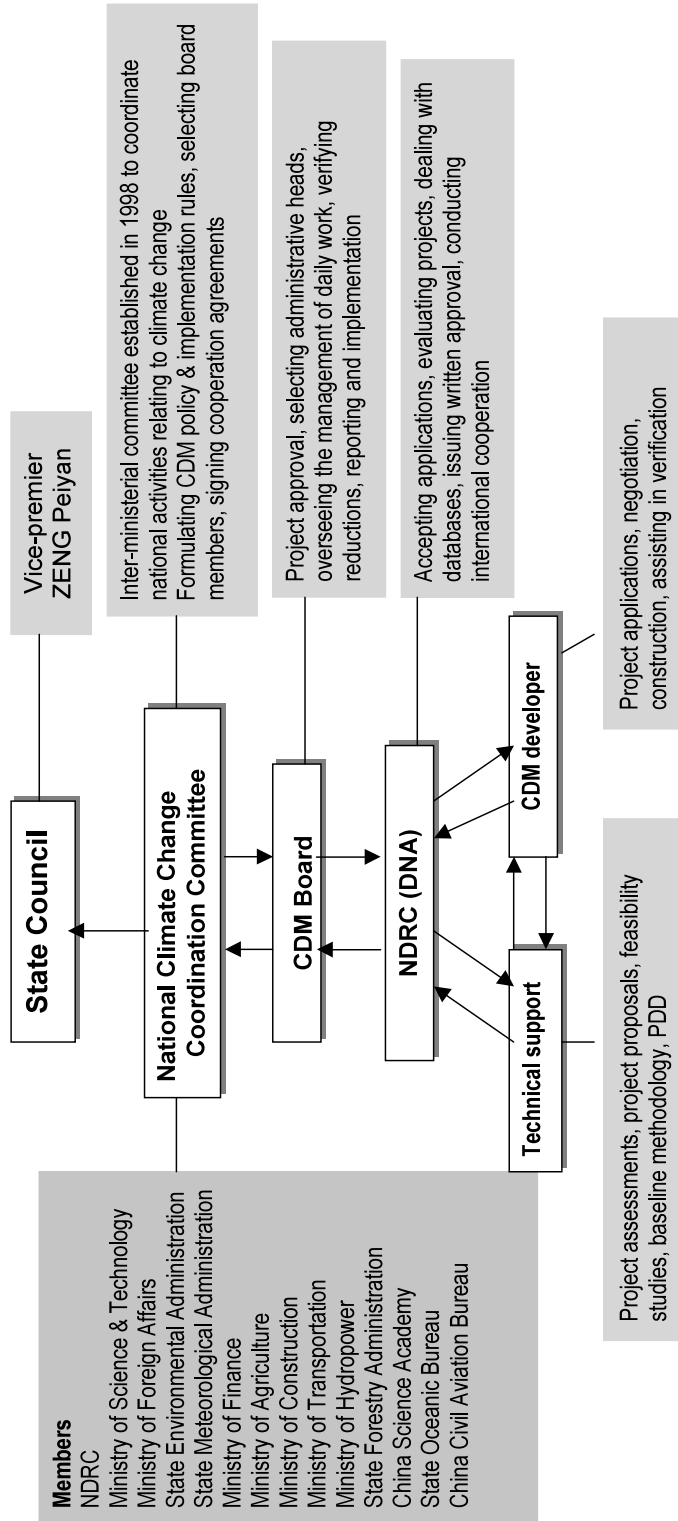 State Council
Vice-premier
ZENG Peiyan
National Climate Change
Coordination Committee
Inter-ministerial committee established in 1998 to coordinate
national activities relating to climate change
Formulating CDM policy & implementation rules, selecting board
members, signing cooperation agreements
Members
NDRC
Ministry of Science & Technology
Ministry of Foreign Affairs
State Environmental Administration
State Meteorological Administration
Ministry of Finance
Ministry of Agriculture
Ministry of Construction
Ministry of Transportation
Ministry of Hydropower
State Forestry Administration
China Science Academy
State Oceanic Bureau
China Civil Aviation Bureau
CDM Board
Project approval, selecting administrative heads,
overseeing the management of daily work, verifying
reductions, reporting and implementation
NDRC (DNA)
Accepting applications, evaluating projects, dealing with
databases, issuing written approval, conducting
international cooperation
Technical support
CDM developer
Project assessments, project proposals, feasibility
studies, baseline methodology, PDD
Project applications, negotiation,
construction, assisting in verification